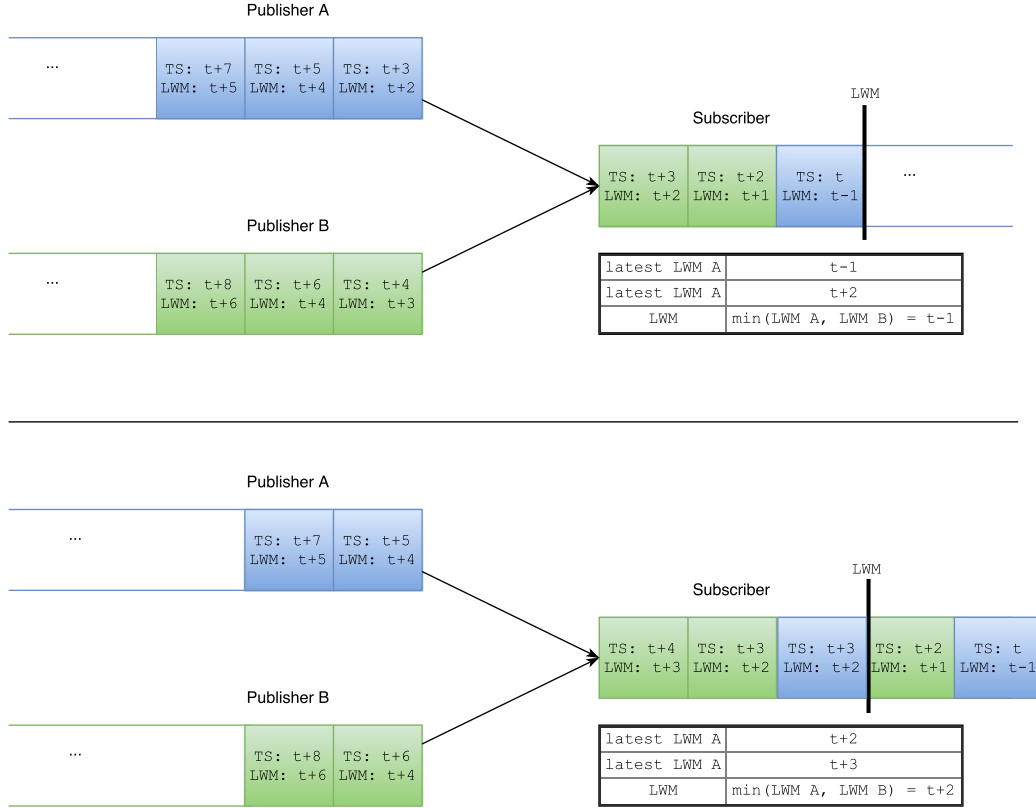 Publisher A
...
TS: t+7
LWM: t+5
TS: t+5
LWM: t+4
TS: t+3
LWM: t+2
LWM
Subscriber
TS: t+3
LWM: t+2
TS: t+2
LWM: t+1
TS: t
LWM: t-1
...
Publisher B
...
TS: t+8
LWM: t+6
TS: t+6
LWM: t+4
TS: t+4
LWM: t+3
latest LWM A t-1
latest LWM A t+2
LWM min(LWM A, LWM B) = t-1
Publisher A
...
TS: t+7
LWM: t+5
TS: t+5
LWM: t+4
LWM
Subscriber
TS: t+4
LWM: t+3
TS: t+3
LWM: t+2
TS: t+3
LWM: t+2
TS: t+2
LWM: t+1
TS: t
LWM: t-1
Publisher B
...
TS: t+8
LWM: t+6
TS: t+6
LWM: t+4
latest LWM A t+2
latest LWM A t+3
LWM min(LWM A, LWM B) = t+2